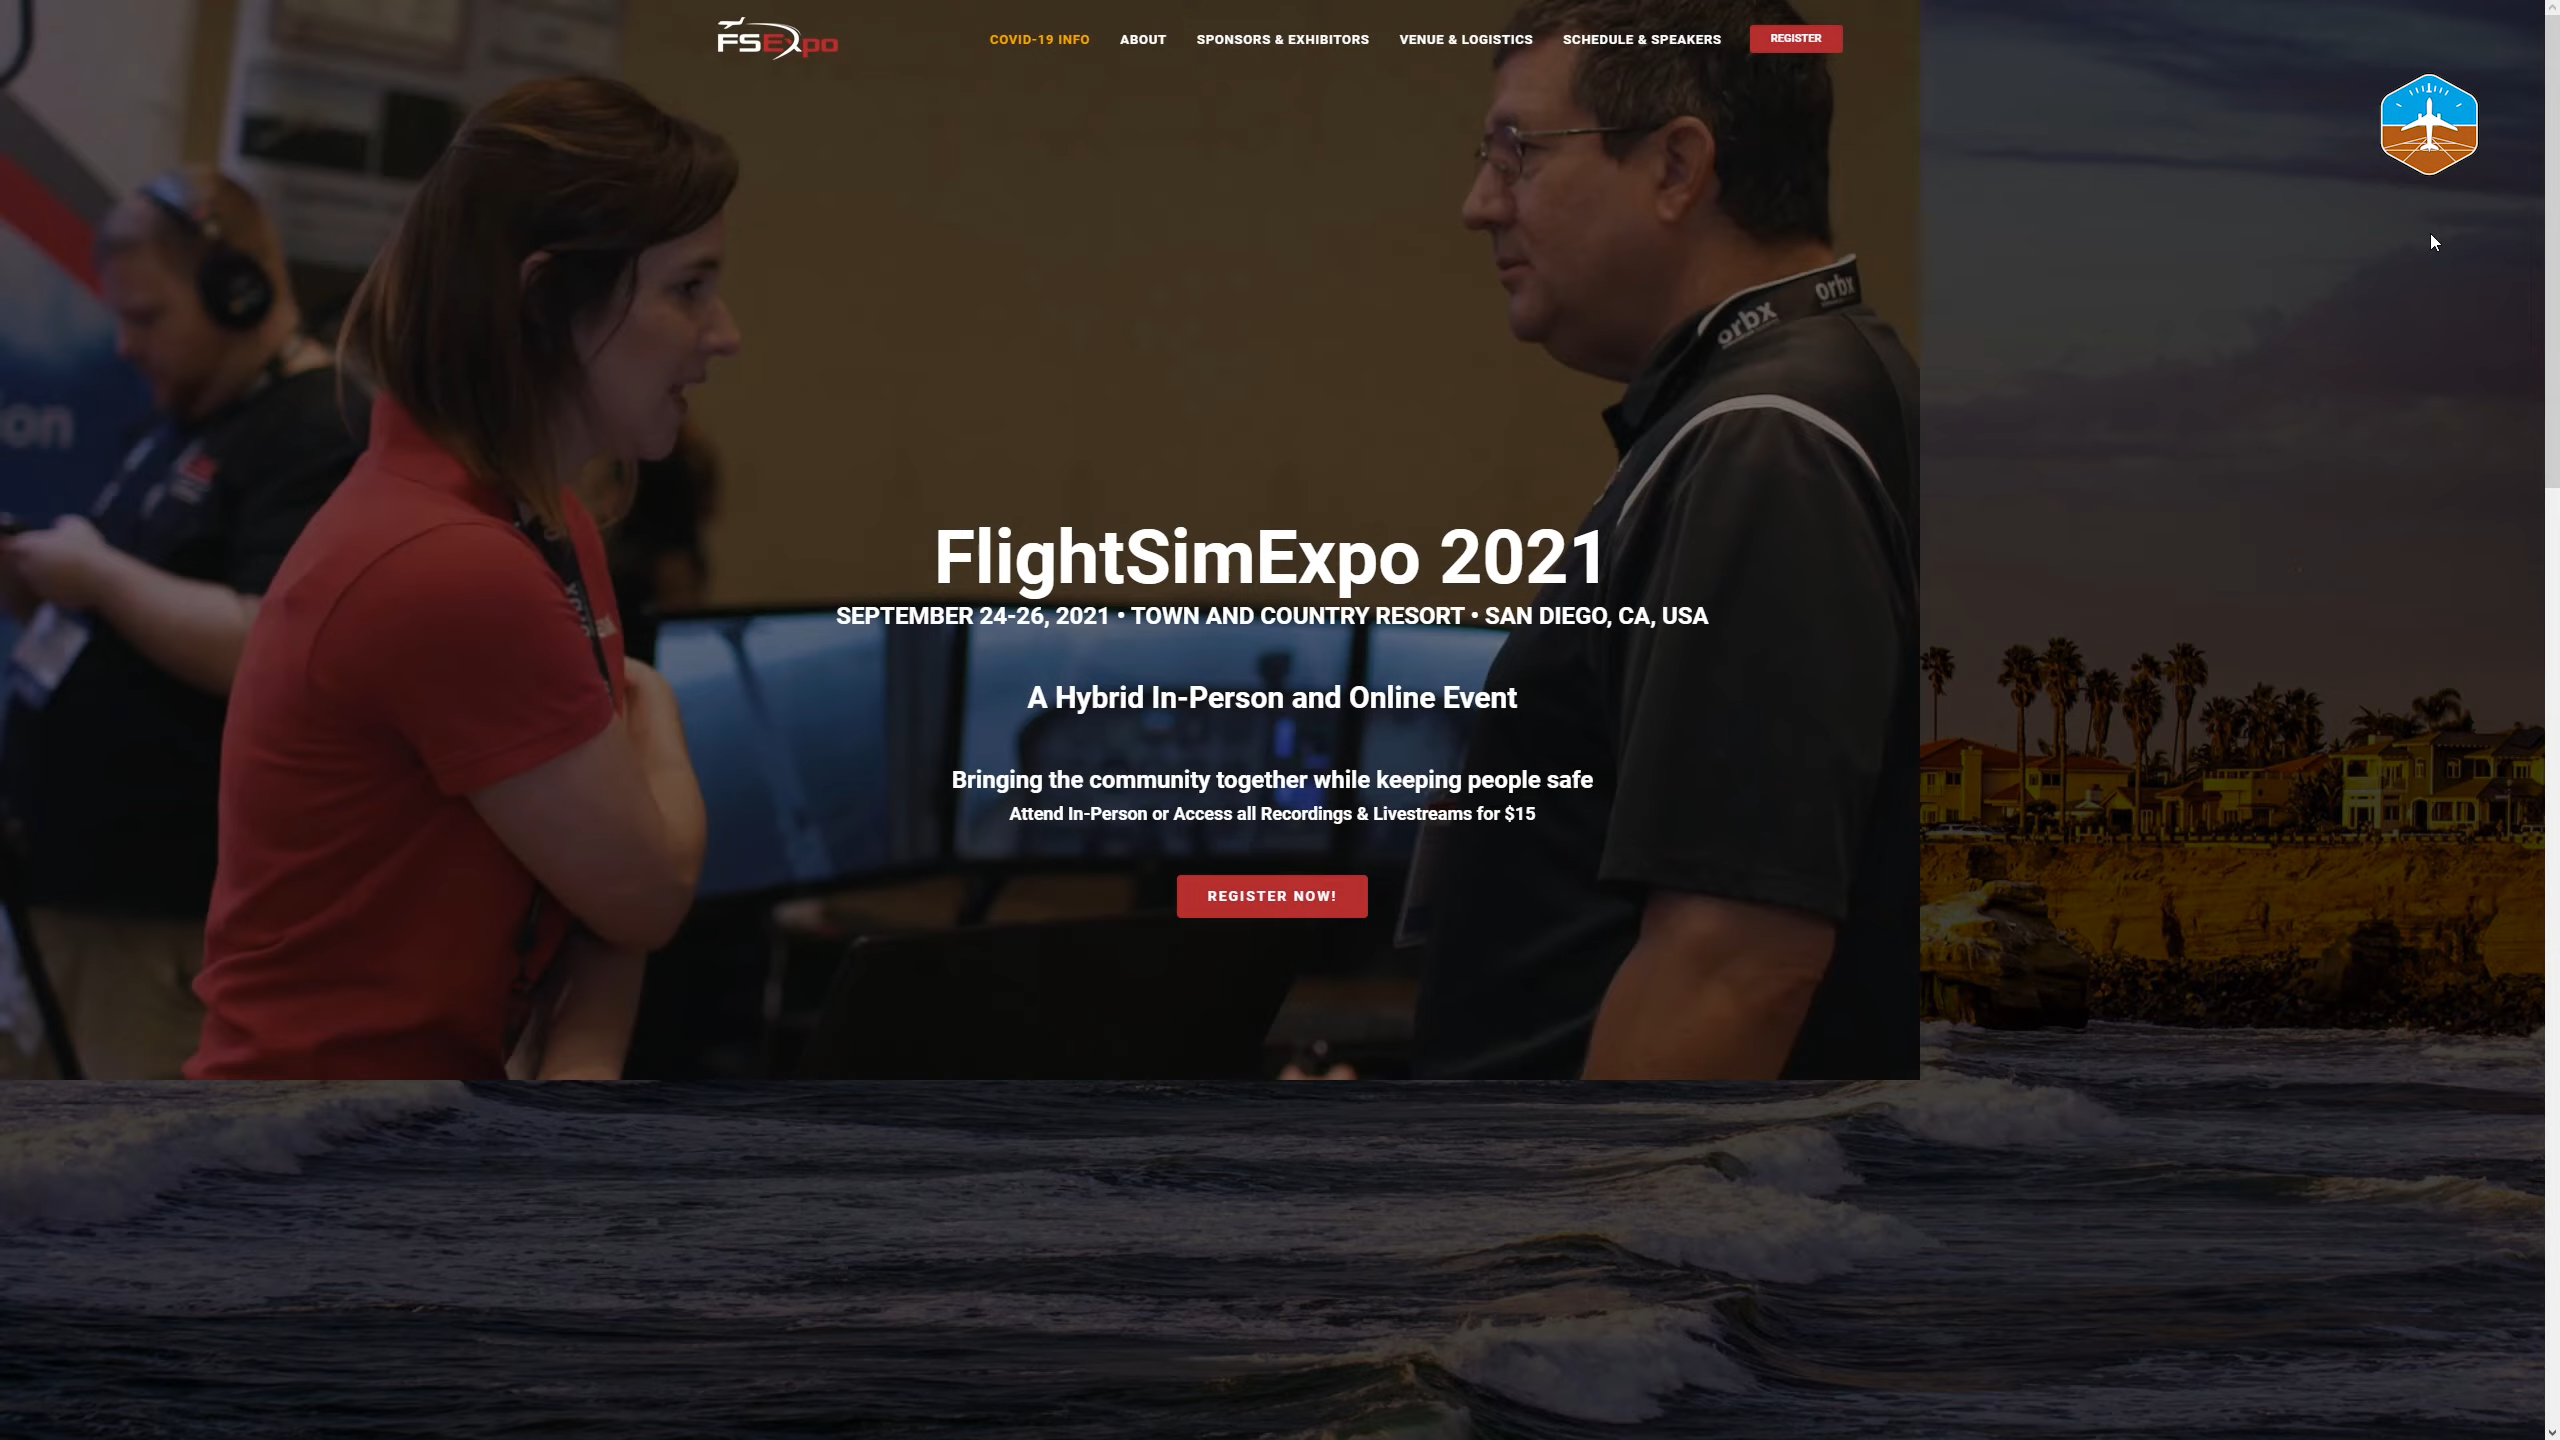 FSExpo
COVID-19 INFO
ABOUT
SPONSORS & EXHIBITORS
VENUE & LOGISTICS
SCHEDULE & SPEAKERS
REGISTER
orbx
orbx
ion
FlightSimExpo 2021
SEPTEMBER 24-26, 2021 • TOWN AND COUNTRY RESORT • SAN DIEGO, CA, USA
A Hybrid In-Person and Online Event
Bringing the community together while keeping people safe
Attend In-Person or Access all Recordings & Livestreams for $15
REGISTER NOW!